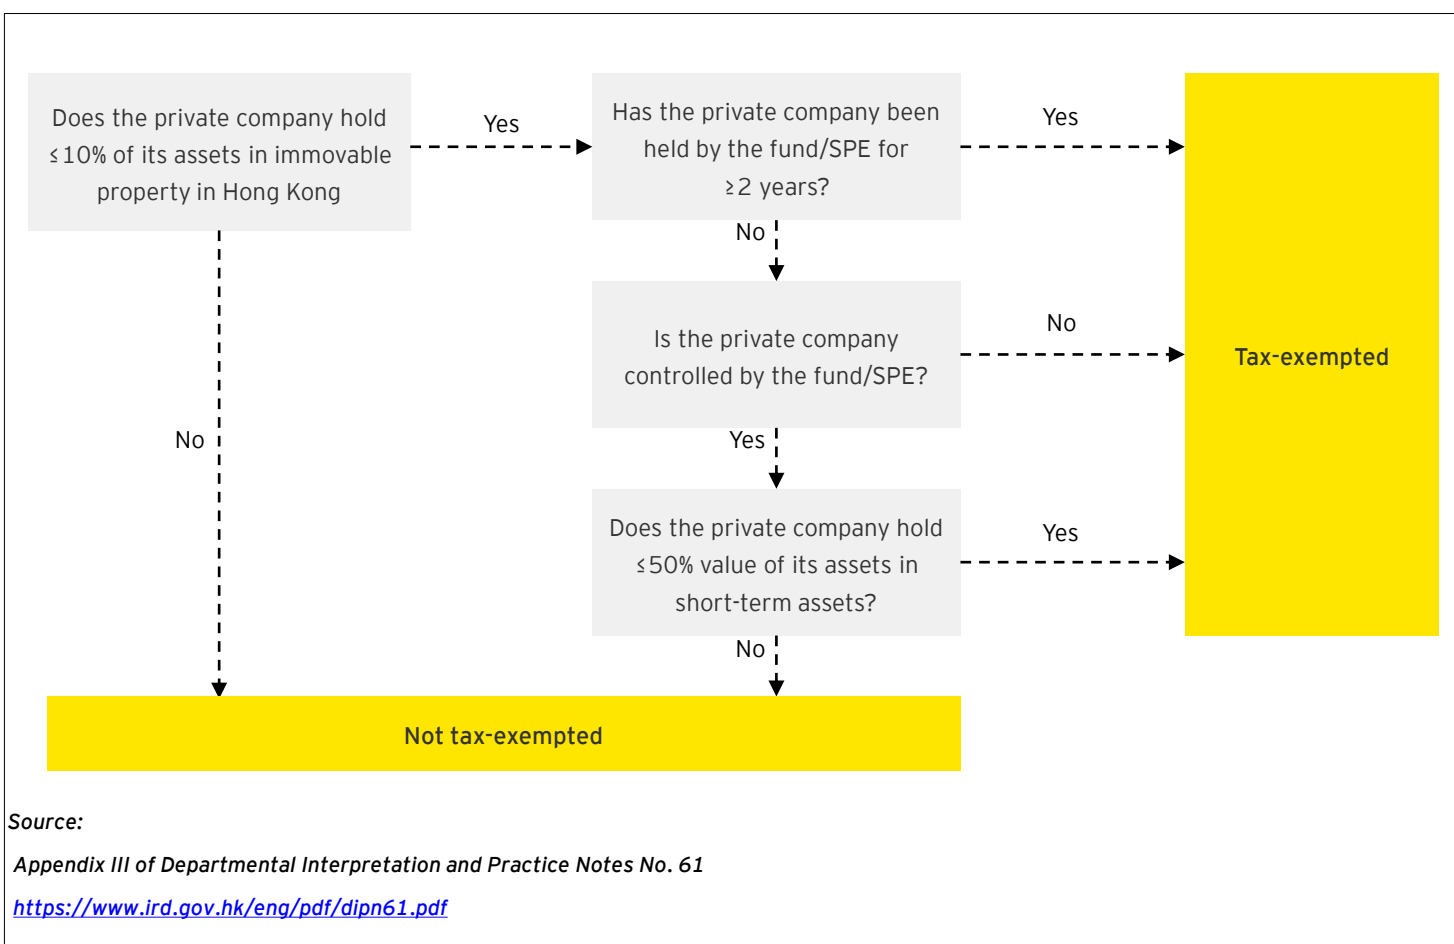 Does the private company hold
≤10% of its assets in immovable
property in Hong Kong
Yes
Has the private company been
held by the fund/SPE for
≥2 years?
Yes
No
Is the private company
controlled by the fund/SPE?
No
Tax-exempted
No
Yes
Does the private company hold
≤50% value of its assets in
short-term assets?
Yes
No
Not tax-exempted
Source:
Appendix III of Departmental Interpretation and Practice Notes No. 61
https://www.ird.gov.hk/eng/pdf/dipn61.pdf